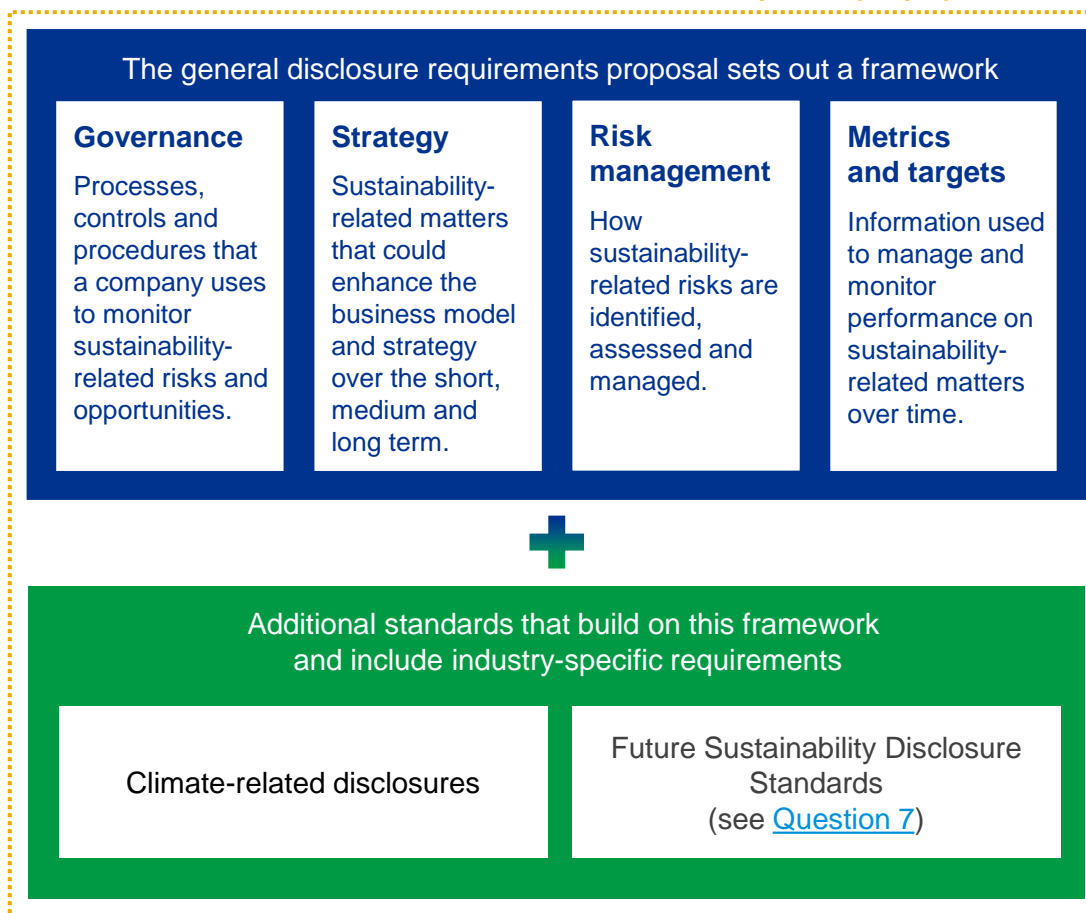 The general disclosure requirements proposal sets out a framework
Governance
Processes,
controls and
procedures that
a company uses
to monitor
sustainability-
related risks and
opportunities.
Strategy
Sustainability-
related matters
that could
enhance the
business model
and strategy
over the short,
medium and
long term.
Risk
management
How
sustainability-
related risks are
identified,
assessed and
managed.
Metrics
and targets
Information used
to manage and
monitor
performance on
sustainability-
related matters
over time.
Additional standards that build on this framework
and include industry-specific requirements
Climate-related disclosures
Future Sustainability Disclosure
Standards
(see Question 7)